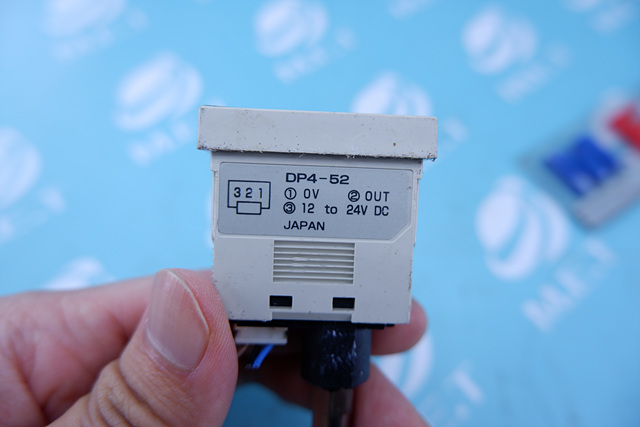 DP4-52
321
① 0V ② OUT
③ 12 to 24V DC
JAPAN
M.E.T